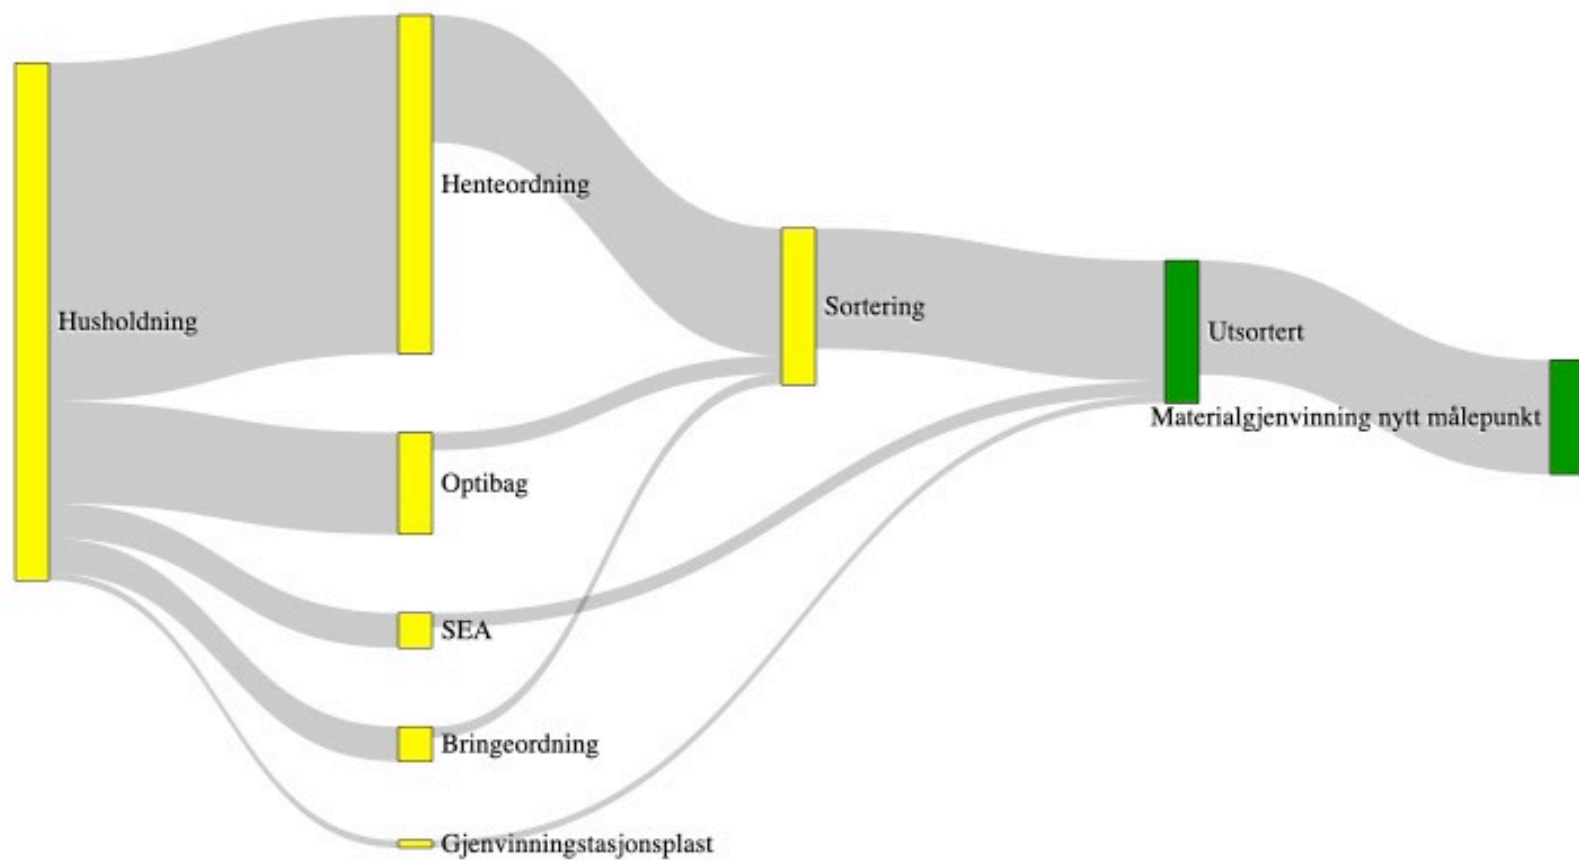 Husholdning
Henteordning
Optibag
SEA
Bringeordning
Gjenvinningstasjonsplast
Sortering
Utsortert
Materialgjenvinning nytt målepunkt